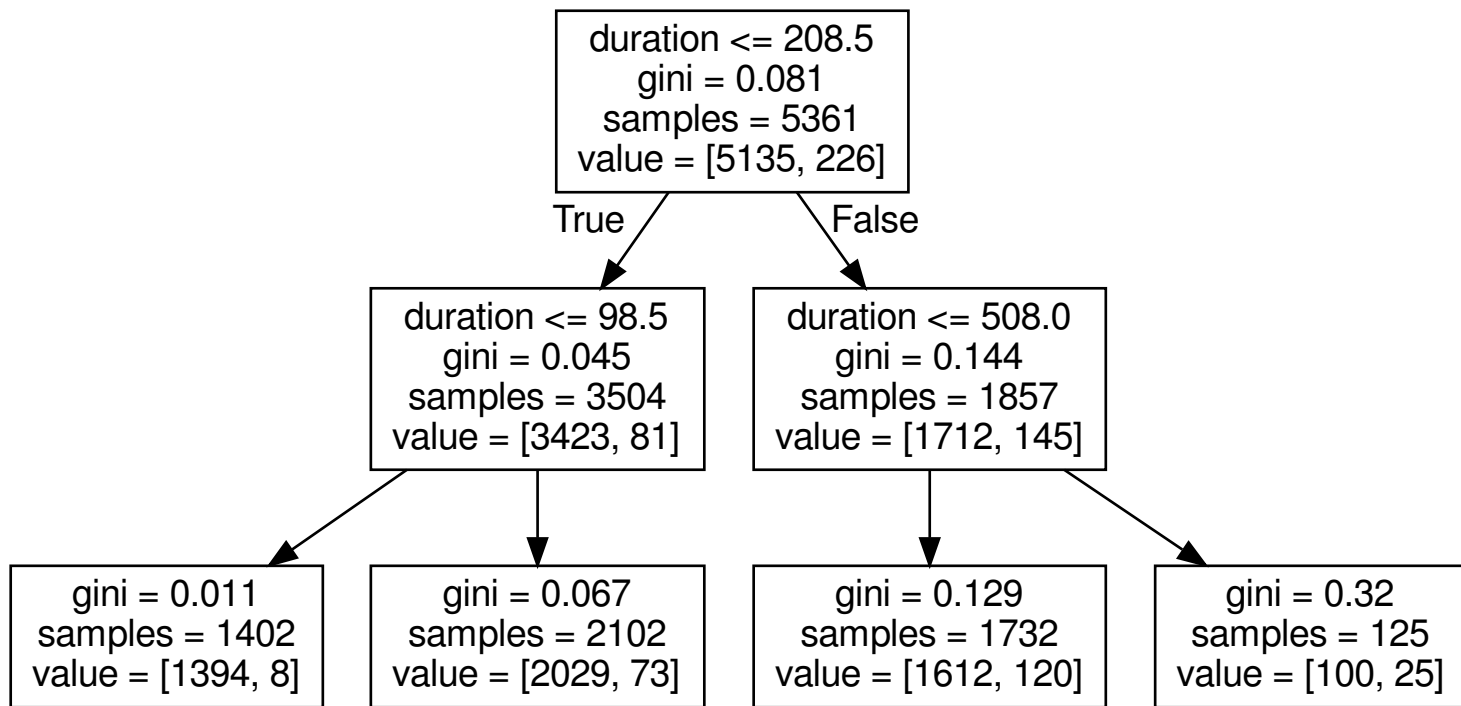 duration <= 208.5
gini = 0.081
samples = 5361
value = [5135, 226]
True
False
duration <= 98.5
gini = 0.045
samples = 3504
value = [3423, 81]
duration <= 508.0
gini = 0.144
samples = 1857
value = [1712, 145]
gini = 0.011
samples = 1402
value = [1394, 8]
gini = 0.067
samples = 2102
value = [2029, 73]
gini = 0.129
samples = 1732
value = [1612, 120]
gini = 0.32
samples = 125
value = [100, 25]